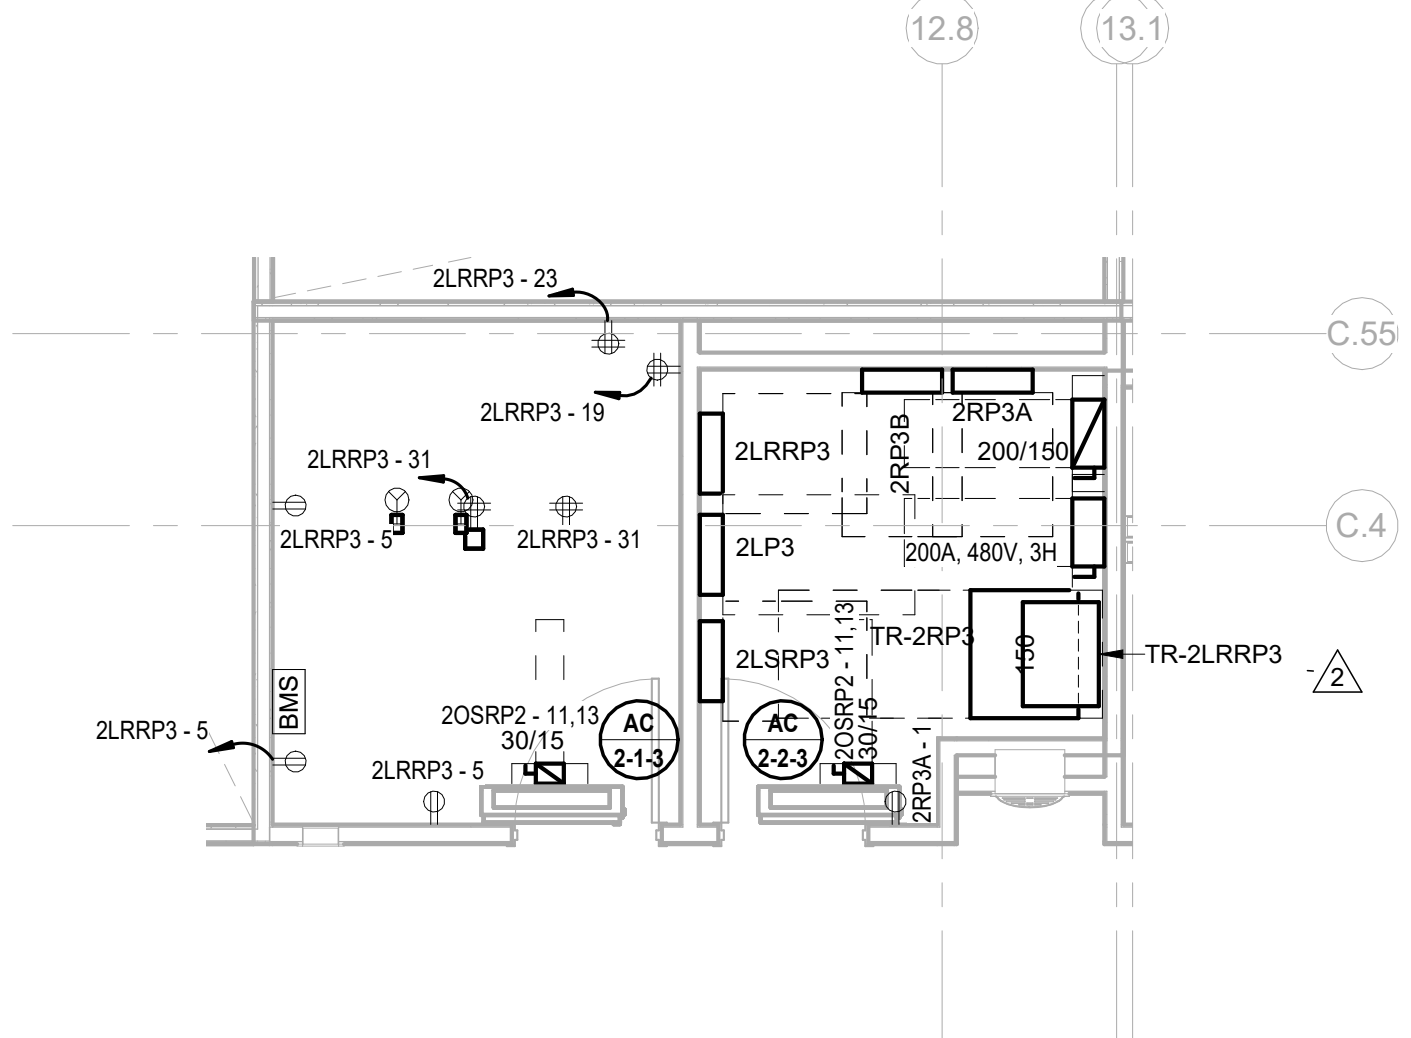 12.8
13.1
2LRRP3 - 23
C.55
2LRRP3 - 19
2RP3A
2RP3B
2LRRP3
200/150
2LRRP3 - 31
C.4
2LRRP3 - 5
2LRRP3 - 31
2LP3
200A, 480V, 3H
TR-2RP3
150
2LSRP3
TR-2LRRP3
2
BMS
2OSRP2 - 11,13
30/15
AC
2-1-3
AC
2-2-3
2OSRP2 - 11,13
30/15
2LRRP3 - 5
2LRRP3 - 5
2RP3A - 1